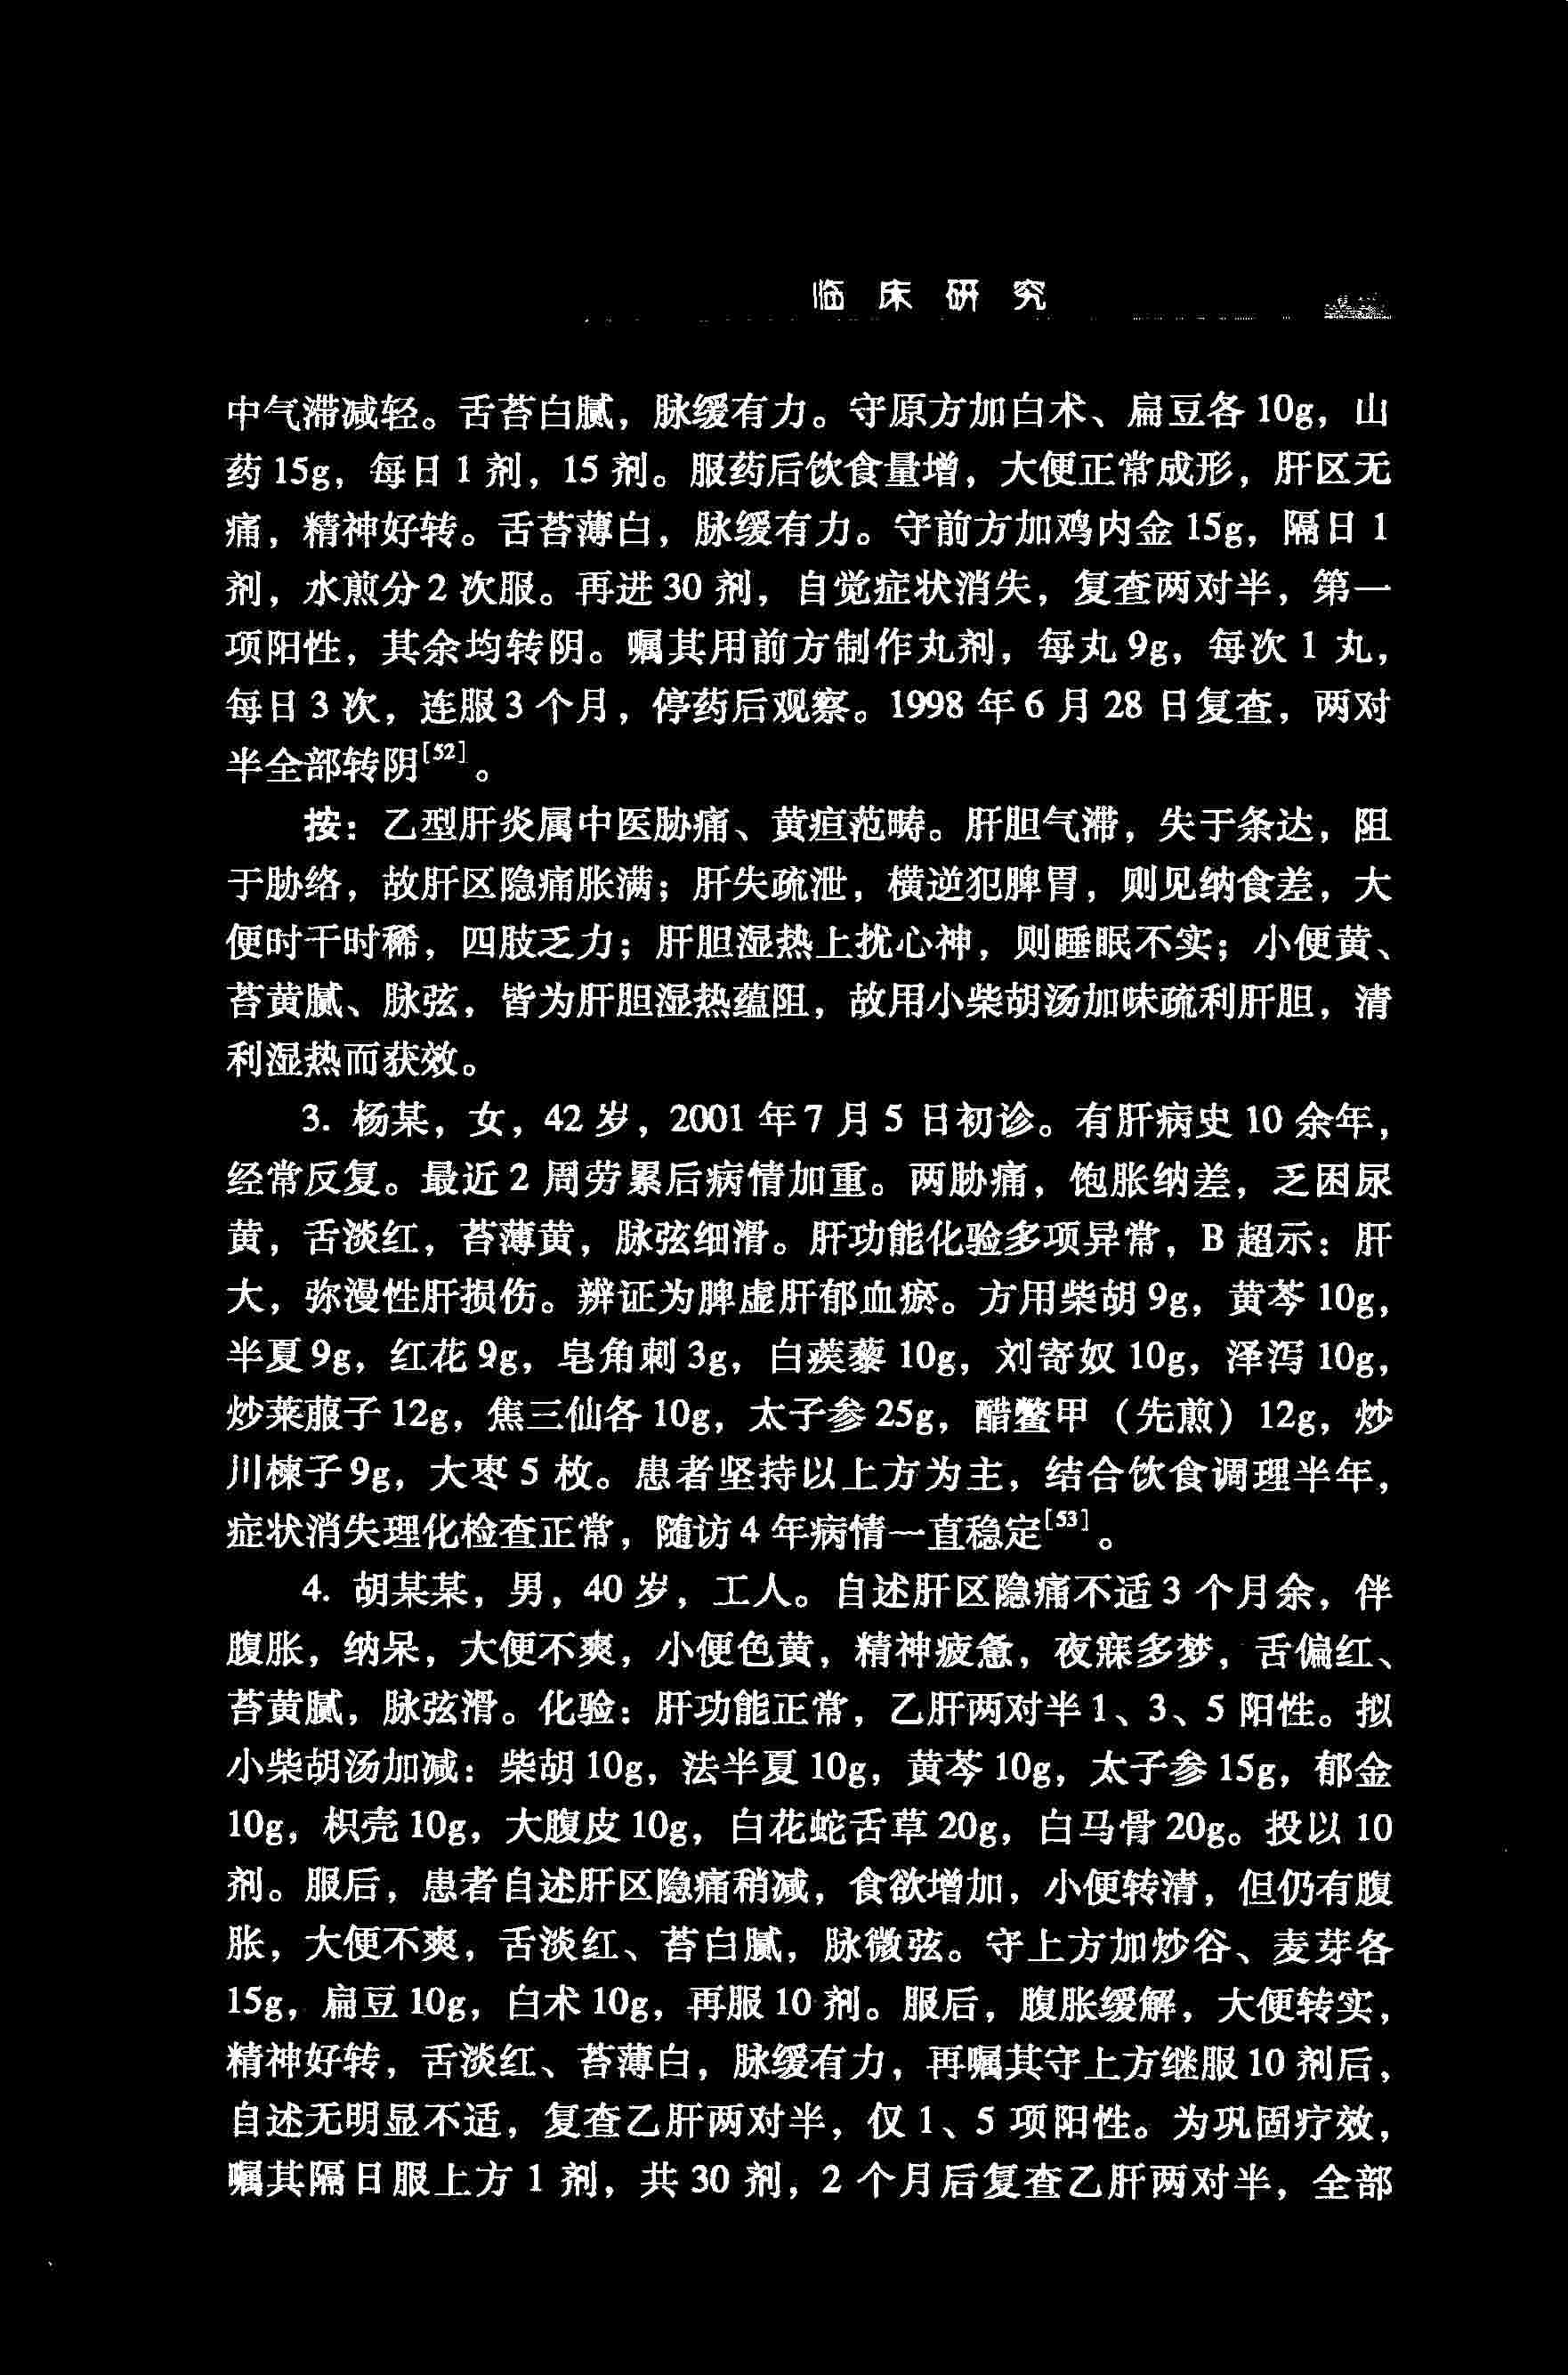 临床研究
中气滞减轻。舌苔白腻，脉缓有力。守原方加白术、扁豆各10g，山
药15g，每日1剂，15剂。服药后饮食量增，大便正常成形，肝区无
痛，精神好转。舌苔薄白，脉缓有力。守前方加鸡内金15g，隔日1
剂，水煎分2次服。再进30剂，自觉症状消失，复查两对半，第一
项阳性，其余均转阴。嘱其用前方制作丸剂，每丸9g，每次1丸，
每日3次，连服3个月，停药后观察。1998年6月28日复查，两对
半全部转阴[52]。
按：乙型肝炎属中医胁痛、黄疸范畴。肝胆气滞，失于条达，阻
于胁络，故肝区隐痛胀满；肝失疏泄，横逆犯脾胃，则见纳食差，大
便时干时稀，四肢乏力；肝胆湿热上扰心神，则睡眠不实；小便黄、
苔黄腻、脉弦，皆为肝胆湿热蕴阻，故用小柴胡汤加味疏利肝胆，清
利湿热而获效。
3. 杨某，女，42岁，2001年7月5日初诊。有肝病史10余年，
经常反复。最近2周劳累后病情加重。两胁痛，饱胀纳差，乏困尿
黄，舌淡红，苔薄黄，脉弦细滑。肝功能化验多项异常，B超示：肝
大，弥漫性肝损伤。辨证为脾虚肝郁血瘀。方用柴胡9g，黄芩10g，
半夏9g，红花9g，皂角刺3g，白蒺藜10g，刘寄奴10g，泽泻10g，
炒莱菔子12g，焦三仙各10g，太子参25g，醋鳖甲（先煎）12g，炒
川楝子9g，大枣5枚。患者坚持以上方为主，结合饮食调理半年，
症状消失理化检查正常，随访4年病情一直稳定[53]。
4. 胡某某，男，40岁，工人。自述肝区隐痛不适3个月余，伴
腹胀，纳呆，大便不爽，小便色黄，精神疲惫，夜寐多梦，舌偏红、
苔黄腻，脉弦滑。化验：肝功能正常，乙肝两对半1、3、5阳性。拟
小柴胡汤加减：柴胡10g，法半夏10g，黄芩10g，太子参15g，郁金
10g，枳壳10g，大腹皮10g，白花蛇舌草20g，白马骨20g。投以10
剂。服后，患者自述肝区隐痛稍减，食欲增加，小便转清，但仍有腹
胀，大便不爽，舌淡红、苔白腻，脉微弦。守上方加炒谷、麦芽各
15g，扁豆10g，白术10g，再服10剂。服后，腹胀缓解，大便转实，
精神好转，舌淡红、苔薄白，脉缓有力，再嘱其守上方继服10剂后，
自述无明显不适，复查乙肝两对半，仅1、5项阳性。为巩固疗效，
嘱其隔日服上方1剂，共30剂，2个月后复查乙肝两对半，全部